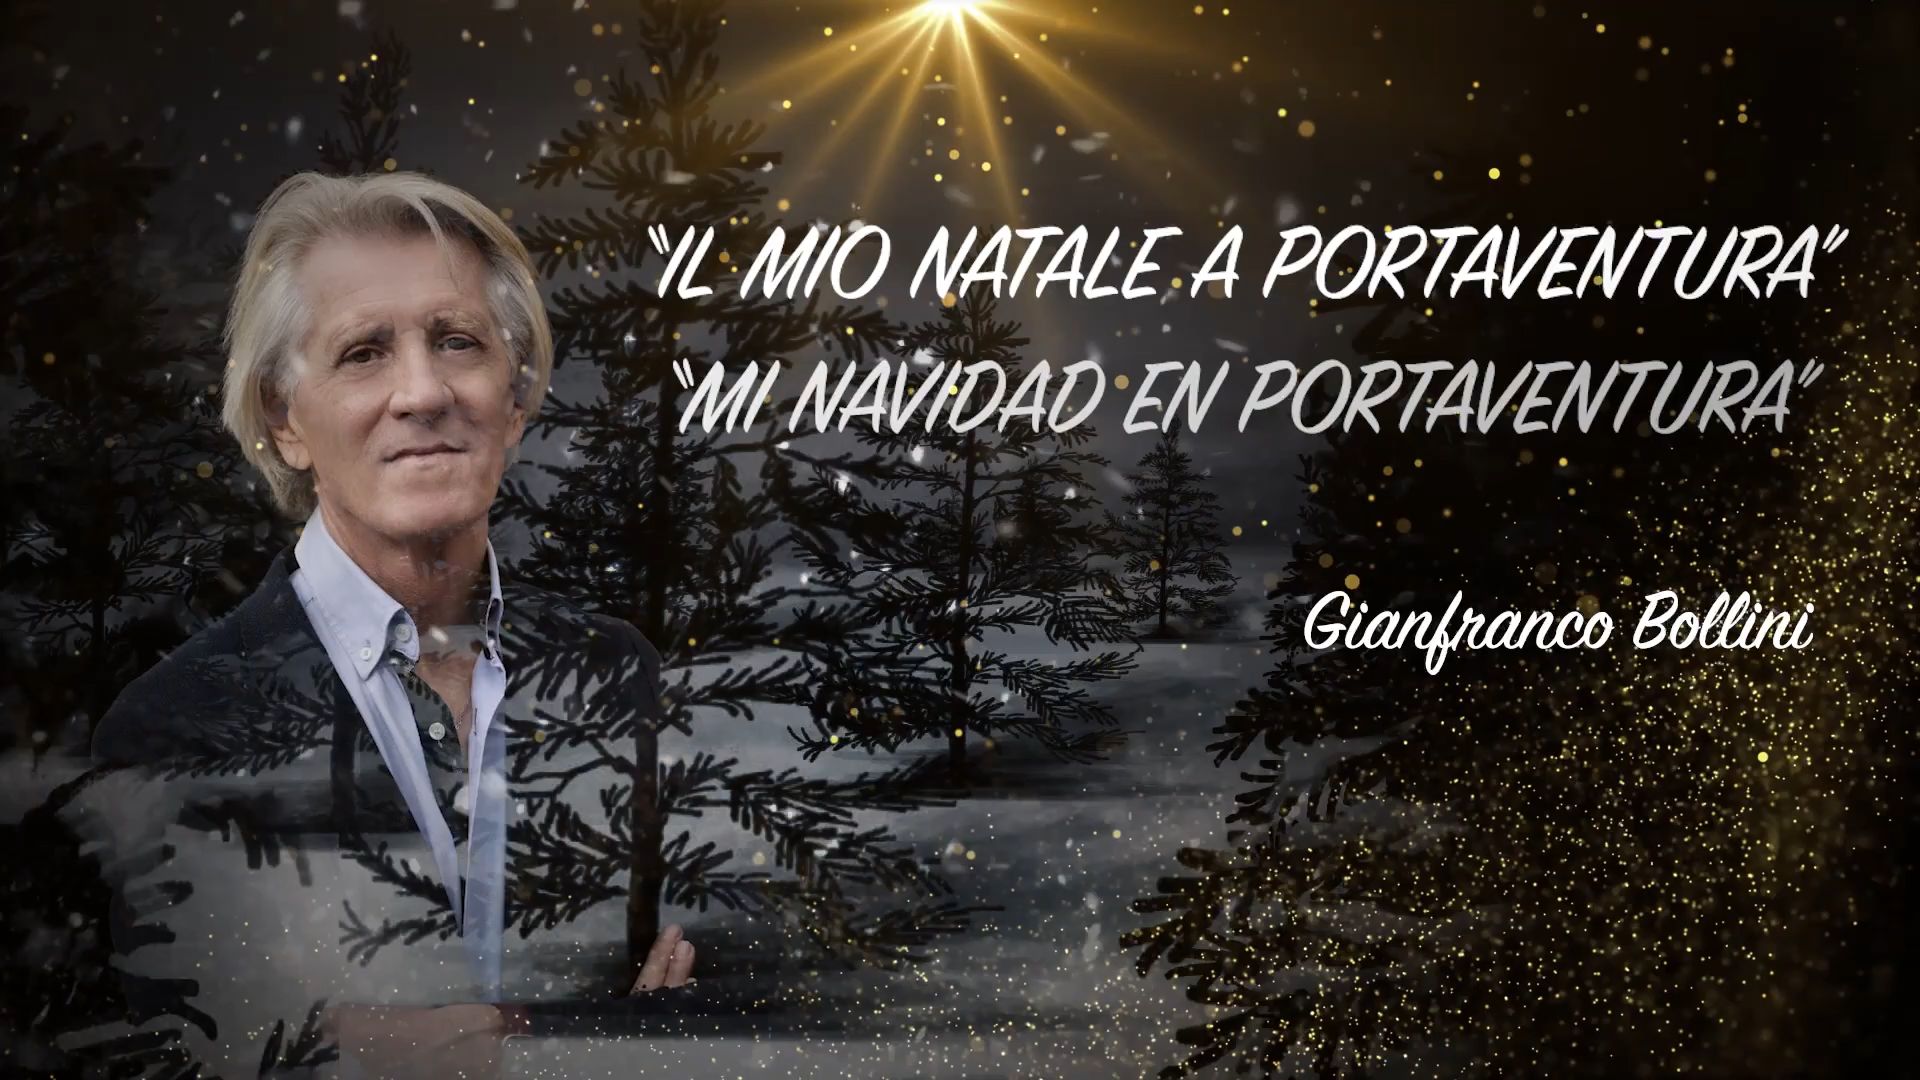 “IL MIO NATALE A PORTAVENTURA”
“MI NAVIDAD EN PORTAVENTURA”
Gianfranco Bollini